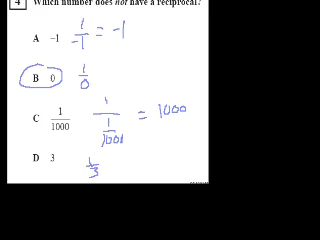 4 Which number does not have a reciprocal?
A −1 1/-1 = -1
B 0 1/0
C 1/1000 1/(1/1000) = 1000
D 3 1/3